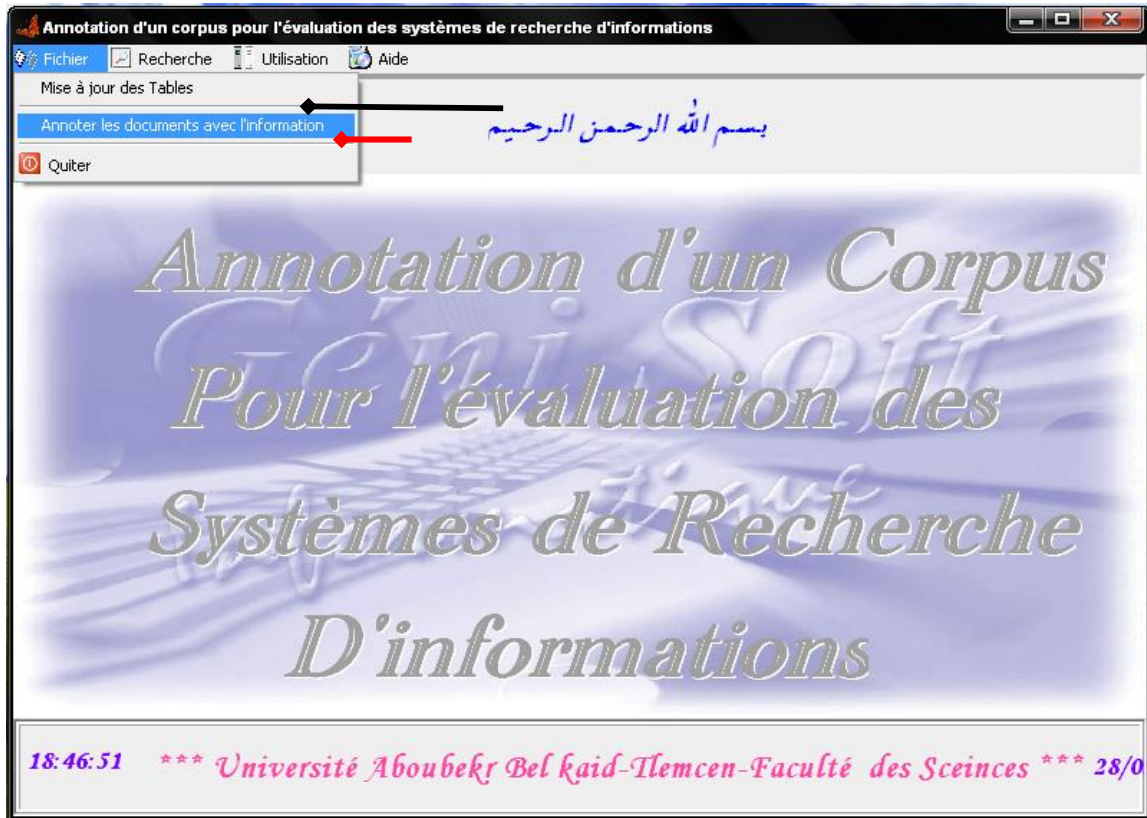 Annotation d'un corpus pour l'évaluation des systèmes de recherche d'informations
Fichier Recherche Utilisation Aide
Mise à jour des Tables
Annoter les documents avec l'information
Quiter
بسم الله الرحمن الرحيم
Annotation d'un Corpus
Géni Soft
Pour l'évaluation des
Systèmes de Recherche
D'informations
18:46:51 *** Université Aboubekr Bel kaid-Tlemcen-Faculté des Sceinces *** 28/0